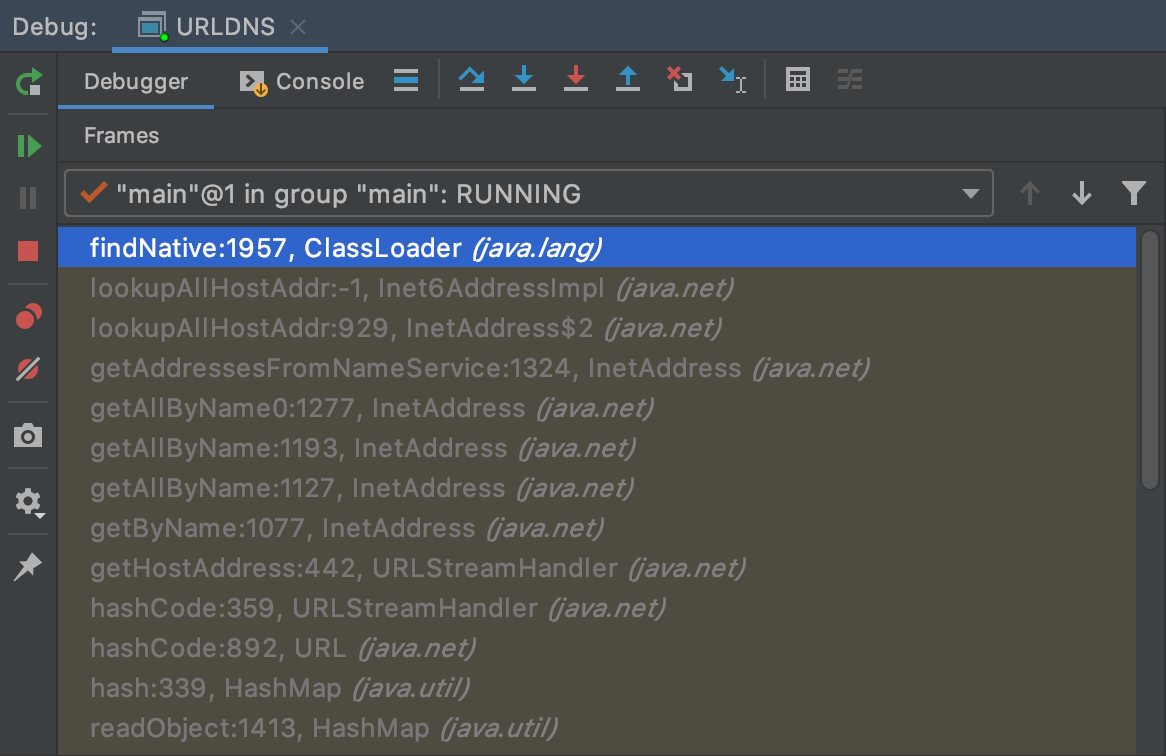 Debug: URLDNS
Debugger Console
Frames
"main"@1 in group "main": RUNNING
findNative:1957, ClassLoader (java.lang)
lookupAllHostAddr:-1, Inet6AddressImpl (java.net)
lookupAllHostAddr:929, InetAddress$2 (java.net)
getAddressesFromNameService:1324, InetAddress (java.net)
getAllByName0:1277, InetAddress (java.net)
getAllByName:1193, InetAddress (java.net)
getAllByName:1127, InetAddress (java.net)
getByName:1077, InetAddress (java.net)
getHostAddress:442, URLStreamHandler (java.net)
hashCode:359, URLStreamHandler (java.net)
hashCode:892, URL (java.net)
hash:339, HashMap (java.util)
readObject:1413, HashMap (java.util)